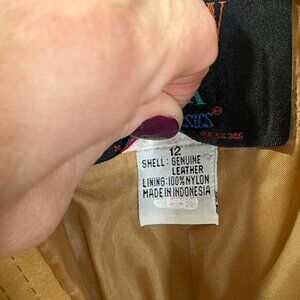 12
SHELL: GENUINE
LEATHER
LINING: 100% NYLON
MADE IN INDONESIA